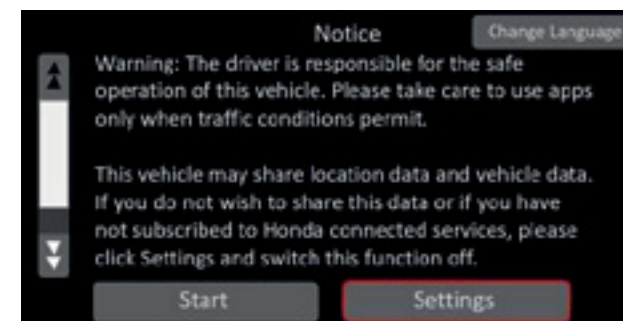 Notice
Change Language
Warning: The driver is responsible for the safe
operation of this vehicle. Please take care to use apps
only when traffic conditions permit.
This vehicle may share location data and vehicle data.
If you do not wish to share this data or if you have
not subscribed to Honda connected services, please
click Settings and switch this function off.
Start
Settings